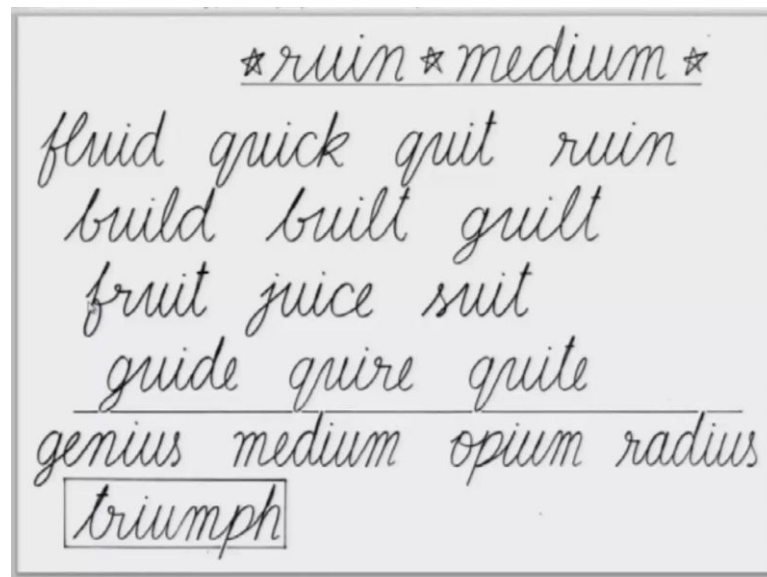 ☆ruin☆medium☆
fluid quick quit ruin
build built guilt
fruit juice suit
guide quire quite
genius medium opium radius
triumph